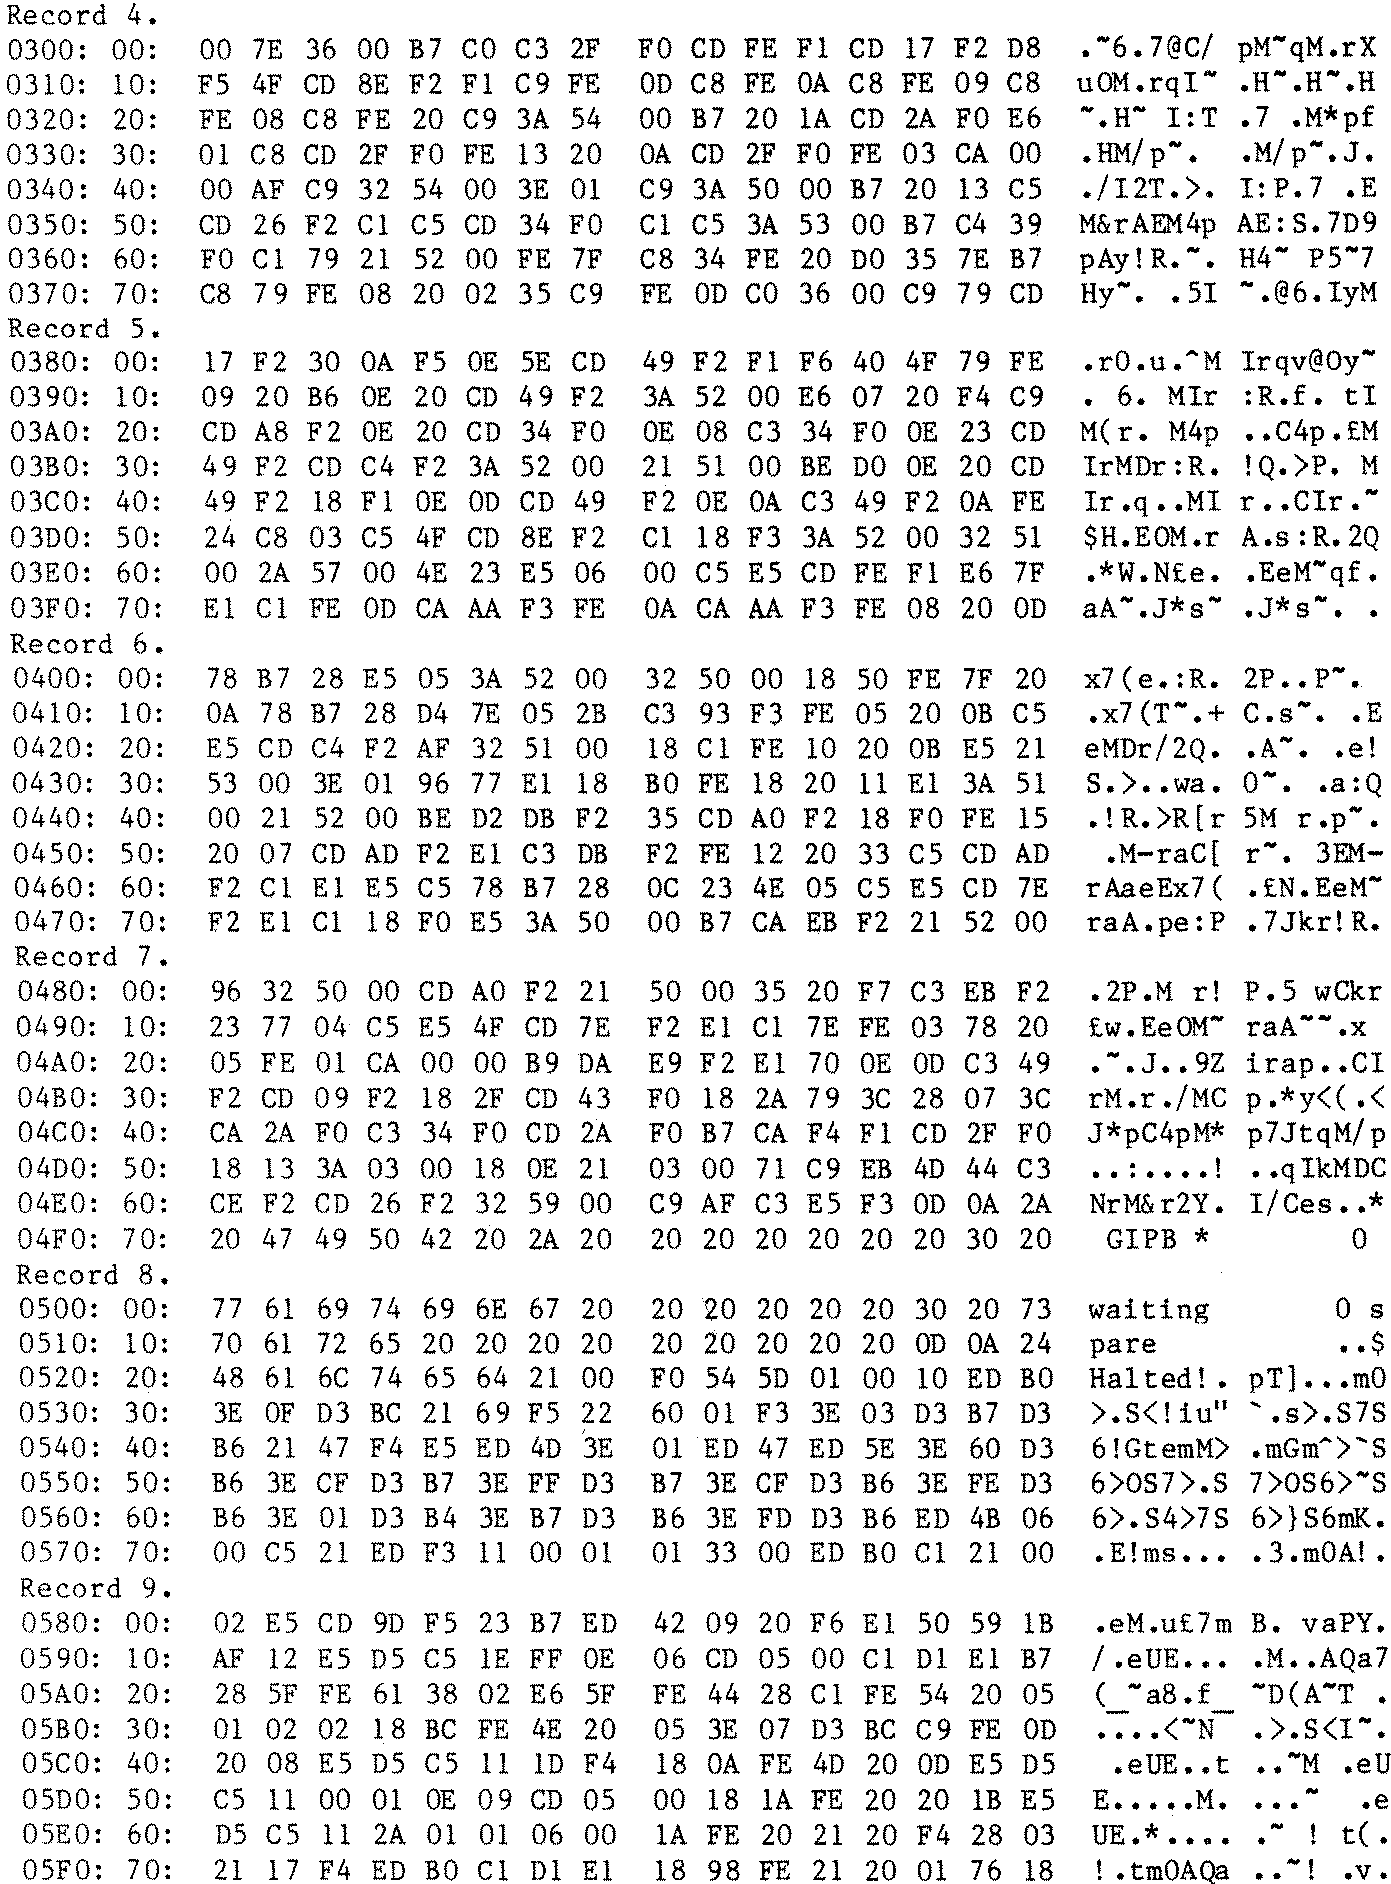 Record 4.
0300: 00: 00 7E 36 00 B7 C0 C3 2F F0 CD FE F1 CD 17 F2 D8 .~6.7@C/ pM~qM.rX
0310: 10: F5 4F CD 8E F2 F1 C9 FE 0D C8 FE 0A C8 FE 09 C8 uOM.rqI~ .H~.H~.H
0320: 20: FE 08 C8 FE 20 C9 3A 54 00 B7 20 1A CD 2A F0 E6 ~.H~ I:T .7 .M*pf
0330: 30: 01 C8 CD 2F F0 FE 13 20 0A CD 2F F0 FE 03 CA 00 .HM/p~. .M/p~.J.
0340: 40: 00 AF C9 32 54 00 3E 01 C9 3A 50 00 B7 20 13 C5 ./I2T.>. I:P.7 .E
0350: 50: CD 26 F2 C1 C5 CD 34 F0 C1 C5 3A 53 00 B7 C4 39 M&rAEM4p AE:S.7D9
0360: 60: F0 C1 79 21 52 00 FE 7F C8 34 FE 20 D0 35 7E B7 pAy!R.~. H4~ P5~7
0370: 70: C8 79 FE 08 20 02 35 C9 FE 0D C0 36 00 C9 79 CD Hy~. .5I ~.@6.IyM
Record 5.
0380: 00: 17 F2 30 0A F5 0E 5E CD 49 F2 F1 F6 40 4F 79 FE .r0.u.^M Irqv@Oy~
0390: 10: 09 20 B6 0E 20 CD 49 F2 3A 52 00 E6 07 20 F4 C9 . 6. MIr :R.f. tI
03A0: 20: CD A8 F2 0E 20 CD 34 F0 0E 08 C3 34 F0 0E 23 CD M(r. M4p ..C4p.£M
03B0: 30: 49 F2 CD C4 F2 3A 52 00 21 51 00 BE D0 0E 20 CD IrMDr:R. !Q.>P. M
03C0: 40: 49 F2 18 F1 0E 0D CD 49 F2 0E 0A C3 49 F2 0A FE Ir.q..MI r..CIr.~
03D0: 50: 24 C8 03 C5 4F CD 8E F2 C1 18 F3 3A 52 00 32 51 $H.EOM.r A.s:R.2Q
03E0: 60: 00 2A 57 00 4E 23 E5 06 00 C5 E5 CD FE F1 E6 7F .*W.N£e. .EeM~qf.
03F0: 70: E1 C1 FE 0D CA AA F3 FE 0A CA AA F3 FE 08 20 0D aA~.J*s~ .J*s~. .
Record 6.
0400: 00: 78 B7 28 E5 05 3A 52 00 32 50 00 18 50 FE 7F 20 x7(e.:R. 2P..P~.
0410: 10: 0A 78 B7 28 D4 7E 05 2B C3 93 F3 FE 05 20 0B C5 .x7(T~.+ C.s~. .E
0420: 20: E5 CD C4 F2 AF 32 51 00 18 C1 FE 10 20 0B E5 21 eMDr/2Q. .A~. .e!
0430: 30: 53 00 3E 01 96 77 E1 18 B0 FE 18 20 11 E1 3A 51 S.>..wa. 0~. .a:Q
0440: 40: 00 21 52 00 BE D2 DB F2 35 CD A0 F2 18 F0 FE 15 .!R.>R[r 5M r.p~.
0450: 50: 20 07 CD AD F2 E1 C3 DB F2 FE 12 20 33 C5 CD AD .M-raC[ r~. 3EM-
0460: 60: F2 C1 E1 E5 C5 78 B7 28 0C 23 4E 05 C5 E5 CD 7E rAaeEx7( .£N.EeM~
0470: 70: F2 E1 C1 18 F0 E5 3A 50 00 B7 CA EB F2 21 52 00 raA.pe:P .7Jkr!R.
Record 7.
0480: 00: 96 32 50 00 CD A0 F2 21 50 00 35 20 F7 C3 EB F2 .2P.M r! P.5 wCkr
0490: 10: 23 77 04 C5 E5 4F CD 7E F2 E1 C1 7E FE 03 78 20 £w.EeOM~ raA~~.x
04A0: 20: 05 FE 01 CA 00 00 B9 DA E9 F2 E1 70 0E 0D C3 49 .~.J..9Z irap..CI
04B0: 30: F2 CD 09 F2 18 2F CD 43 F0 18 2A 79 3C 28 07 3C rM.r./MC p.*y<(.<
04C0: 40: CA 2A F0 C3 34 F0 CD 2A F0 B7 CA F4 F1 CD 2F F0 J*pC4pM* p7JtqM/p
04D0: 50: 18 13 3A 03 00 18 0E 21 03 00 71 C9 EB 4D 44 C3 ..:....! ..qIkMDC
04E0: 60: CE F2 CD 26 F2 32 59 00 C9 AF C3 E5 F3 0D 0A 2A NrM&r2Y. I/Ces..*
04F0: 70: 20 47 49 50 42 20 2A 20 20 20 20 20 20 20 30 20 GIPB * 0
Record 8.
0500: 00: 77 61 69 74 69 6E 67 20 20 20 20 20 20 30 20 73 waiting 0 s
0510: 10: 70 61 72 65 20 20 20 20 20 20 20 20 20 0D 0A 24 pare ..$
0520: 20: 48 61 6C 74 65 64 21 00 F0 54 5D 01 00 10 ED B0 Halted!. pT]...m0
0530: 30: 3E 0F D3 BC 21 69 F5 22 60 01 F3 3E 03 D3 B7 D3 >.S<!iu" `.s>.S7S
0540: 40: B6 21 47 F4 E5 ED 4D 3E 01 ED 47 ED 5E 3E 60 D3 6!GtemM> .mGm^>`S
0550: 50: B6 3E CF D3 B7 3E FF D3 B7 3E CF D3 B6 3E FE D3 6>OS7>.S 7>OS6>~S
0560: 60: B6 3E 01 D3 B4 3E B7 D3 B6 3E FD D3 B6 ED 4B 06 6>.S4>7S 6>}S6mK.
0570: 70: 00 C5 21 ED F3 11 00 01 01 33 00 ED B0 C1 21 00 .E!ms... .3.m0A!.
Record 9.
0580: 00: 02 E5 CD 9D F5 23 B7 ED 42 09 20 F6 E1 50 59 1B .eM.u£7m B. vaPY.
0590: 10: AF 12 E5 D5 C5 1E FF 0E 06 CD 05 00 C1 D1 E1 B7 /.eUE... .M..AQa7
05A0: 20: 28 5F FE 61 38 02 E6 5F FE 44 28 C1 FE 54 20 05 (_~a8.f_ ~D(A~T .
05B0: 30: 01 02 02 18 BC FE 4E 20 05 3E 07 D3 BC C9 FE 0D ....<~N .>.S<I~.
05C0: 40: 20 08 E5 D5 C5 11 1D F4 18 0A FE 4D 20 0D E5 D5 .eUE..t ..~M .eU
05D0: 50: C5 11 00 01 0E 09 CD 05 00 18 1A FE 20 20 1B E5 E.....M. ...~ .e
05E0: 60: D5 C5 11 2A 01 01 06 00 1A FE 20 21 20 F4 28 03 UE.*.... .~ ! t(.
05F0: 70: 21 17 F4 ED B0 C1 D1 E1 18 98 FE 21 20 01 76 18 !.tm0AQa ..~! .v.